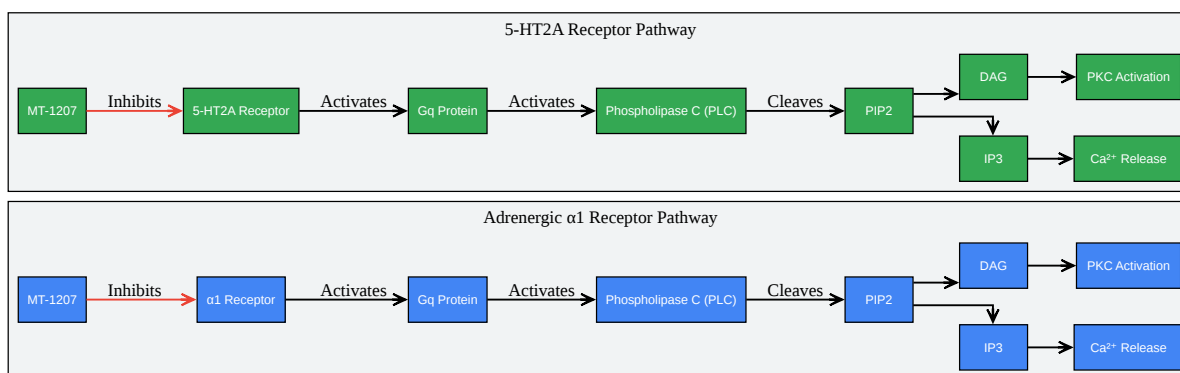 5-HT2A Receptor Pathway
MT-1207
Inhibits
5-HT2A Receptor
Activates
Gq Protein
Activates
Phospholipase C (PLC)
Cleaves
PIP2
DAG
PKC Activation
IP3
Ca²⁺ Release
Adrenergic α1 Receptor Pathway
MT-1207
Inhibits
α1 Receptor
Activates
Gq Protein
Activates
Phospholipase C (PLC)
Cleaves
PIP2
DAG
PKC Activation
IP3
Ca²⁺ Release